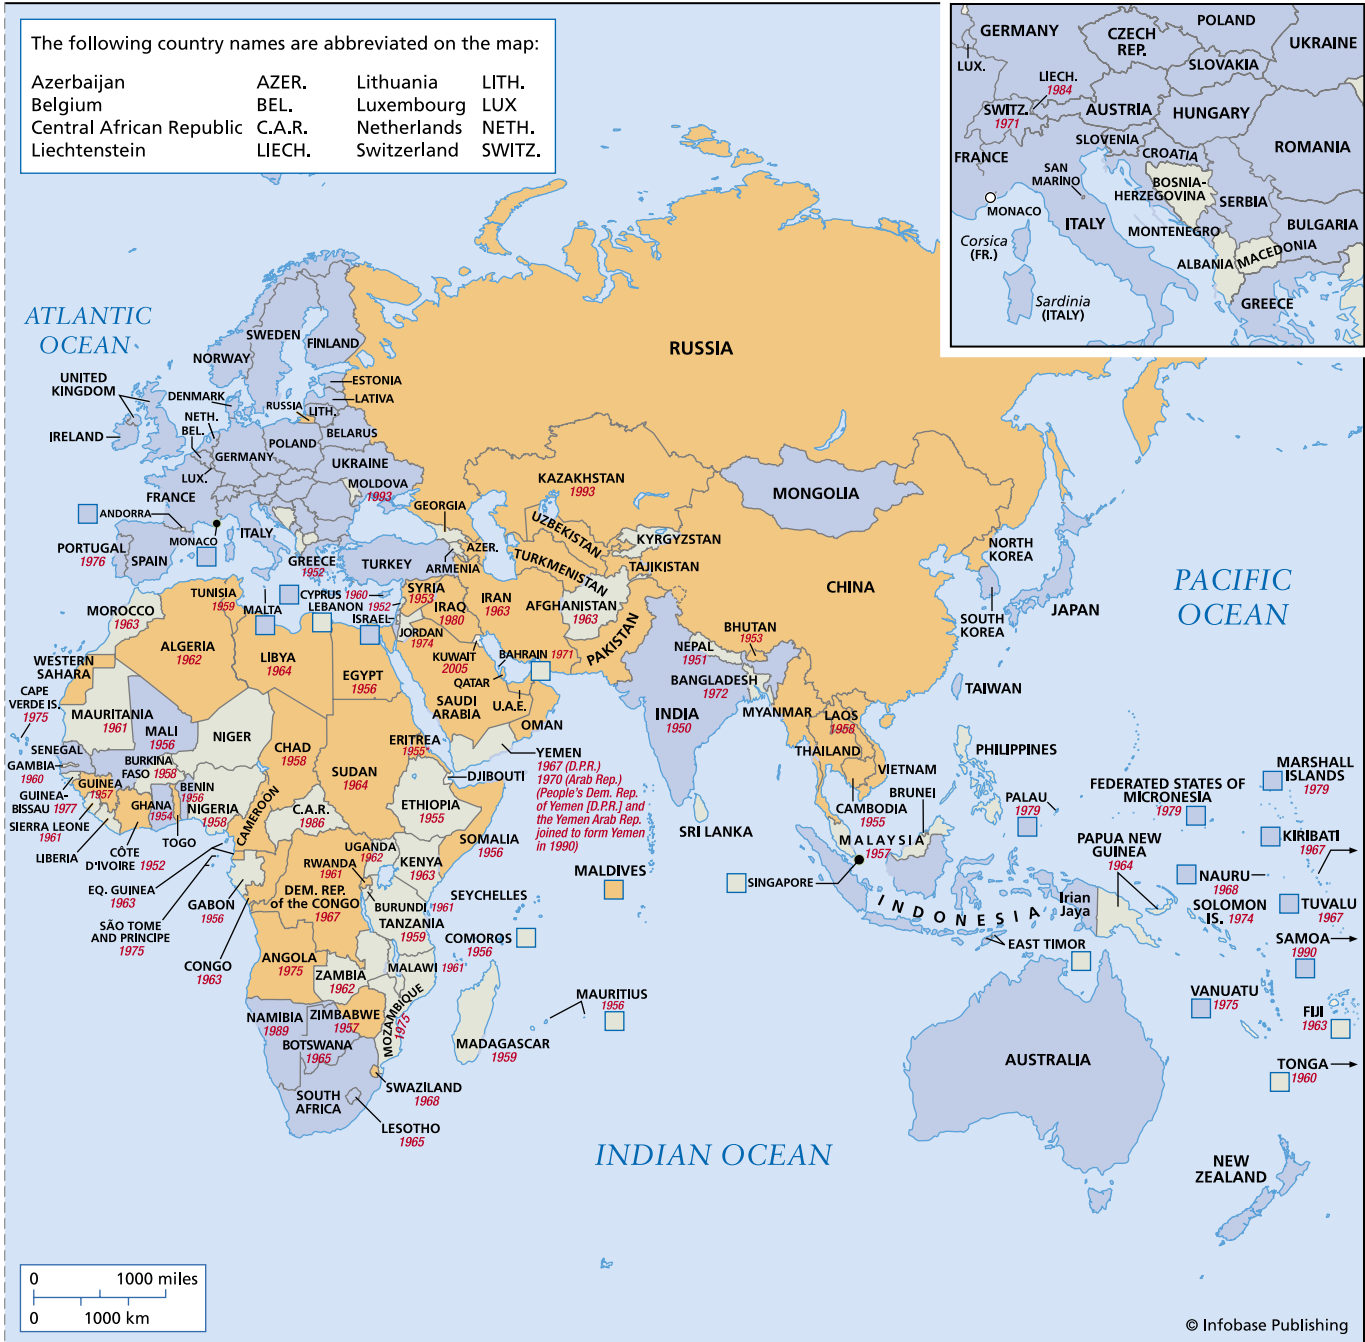 The following country names are abbreviated on the map:
Azerbaijan AZER. Lithuania LITH.
Belgium BEL. Luxembourg LUX
Central African Republic C.A.R. Netherlands NETH.
Liechtenstein LIECH. Switzerland SWITZ.
GERMANY
POLAND
CZECH
REP.
UKRAINE
LUX.
SLOVAKIA
LIECH.
1984
SWITZ.
1971
AUSTRIA
HUNGARY
SLOVENIA
FRANCE
CROATIA
ROMANIA
SAN
MARINO
BOSNIA-
HERZEGOVINA
SERBIA
MONACO
ITALY
MONTENEGRO
BULGARIA
Corsica
(FR.)
ALBANIA
MACEDONIA
Sardinia
(ITALY)
GREECE
ATLANTIC
OCEAN
SWEDEN
FINLAND
NORWAY
RUSSIA
UNITED
KINGDOM
ESTONIA
DENMARK
LATIVA
RUSSIA
LITH.
NETH.
BEL.
IRELAND
BELARUS
POLAND
GERMANY
UKRAINE
LUX.
MOLDOVA
1993
FRANCE
KAZAKHSTAN
1993
MONGOLIA
ANDORRA
GEORGIA
UZBEKISTAN
KYRGYZSTAN
MONACO
ITALY
PORTUGAL
1976
SPAIN
GREECE
1952
TURKEY
ARMENIA
AZER.
TURKMENISTAN
TAJIKISTAN
NORTH
KOREA
CHINA
PACIFIC
OCEAN
TUNISIA
1959
MALTA
CYPRUS 1960
LEBANON 1952
ISRAEL
SYRIA
1953
IRAQ
1980
IRAN
1963
AFGHANISTAN
1963
MOROCCO
1963
JAPAN
SOUTH
KOREA
JORDAN
1974
PAKISTAN
BHUTAN
1953
NEPAL
1951
ALGERIA
1962
LIBYA
1964
EGYPT
1956
KUWAIT
2005
BAHRAIN 1971
QATAR
BANGLADESH
1972
WESTERN
SAHARA
SAUDI
ARABIA
U.A.E.
OMAN
TAIWAN
CAPE
VERDE IS.
1975
MAURITANIA
1961
MALI
1956
NIGER
INDIA
1950
MYANMAR
LAOS
1958
SENEGAL
GAMBIA
1960
BURKINA
FASO 1958
CHAD
1958
ERITREA
1955
SUDAN
1964
YEMEN
1967 (D.P.R.)
1970 (Arab Rep.)
(People's Dem. Rep.
of Yemen [D.P.R.] and
the Yemen Arab Rep.
joined to form Yemen
in 1990)
THAILAND
PHILIPPINES
DJIBOUTI
VIETNAM
MARSHALL
ISLANDS
1979
GUINEA
1957
GUINEA-
BISSAU 1977
BENIN
1956
GHANA
1954
NIGERIA
1958
CAMEROON
C.A.R.
1986
ETHIOPIA
1955
BRUNEI
PALAU
1979
FEDERATED STATES OF
MICRONESIA
1979
CAMBODIA
1955
SIERRA LEONE
1961
LIBERIA
CÔTE
D'IVOIRE 1952
TOGO
SRI LANKA
MALAYSIA
1957
SOMALIA
1956
PAPUA NEW
GUINEA
1964
KIRIBATI
1967
UGANDA
1962
KENYA
1963
RWANDA
1961
EQ. GUINEA
1963
GABON
1956
DEM. REP.
of the CONGO
1967
BURUNDI 1961
SEYCHELLES
MALDIVES
SINGAPORE
NAURU
1968
INDONESIA
Irian
Jaya
SOLOMON
IS. 1974
TUVALU
1967
TANZANIA
1959
SÃO TOME
AND PRINCIPE
1975
COMOROS
1956
EAST TIMOR
SAMOA
1990
CONGO
1963
ANGOLA
1975
ZAMBIA
1962
MALAWI 1961
MOZAMBIQUE
1975
MAURITIUS
1956
VANUATU
1975
FIJI
1963
NAMIBIA
1989
ZIMBABWE
1957
BOTSWANA
1965
MADAGASCAR
1959
AUSTRALIA
TONGA
1960
SWAZILAND
1968
SOUTH
AFRICA
LESOTHO
1965
INDIAN OCEAN
NEW
ZEALAND
0 1000 miles
0 1000 km
© Infobase Publishing